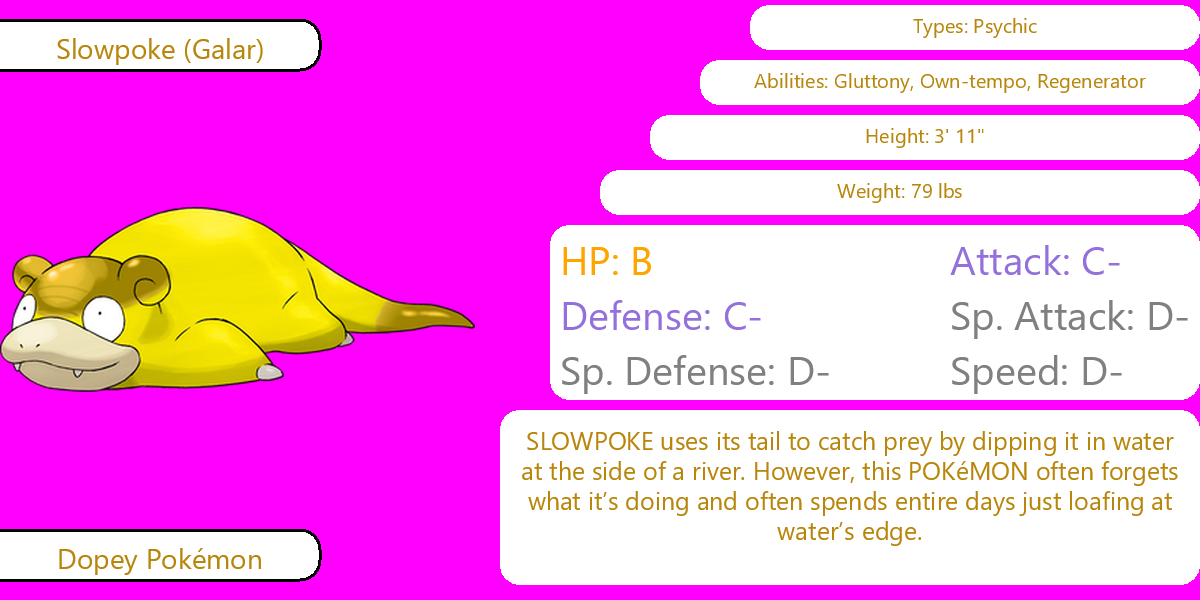 Slowpoke (Galar)
Types: Psychic
Abilities: Gluttony, Own-tempo, Regenerator
Height: 3' 11"
Weight: 79 lbs
HP: B
Attack: C-
Defense: C-
Sp. Attack: D-
Sp. Defense: D-
Speed: D-
SLOWPOKE uses its tail to catch prey by dipping it in water
at the side of a river. However, this POKéMON often forgets
what it’s doing and often spends entire days just loafing at
water’s edge.
Dopey Pokémon